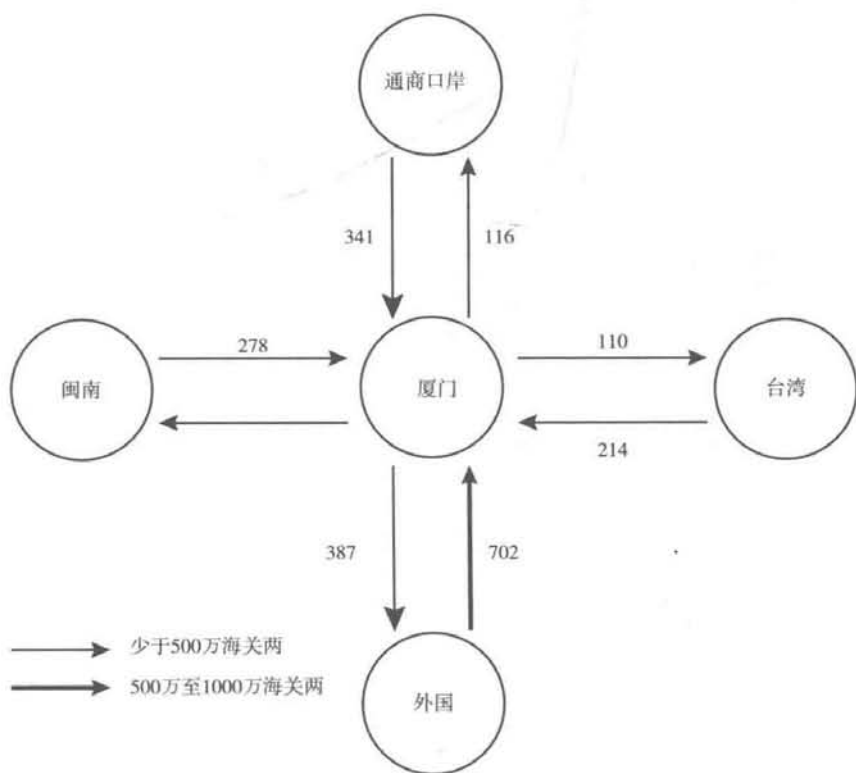 通商口岸
341
116
278
110
闽南
厦门
台湾
214
387
702
少于500万海关两
500万至1000万海关两
外国